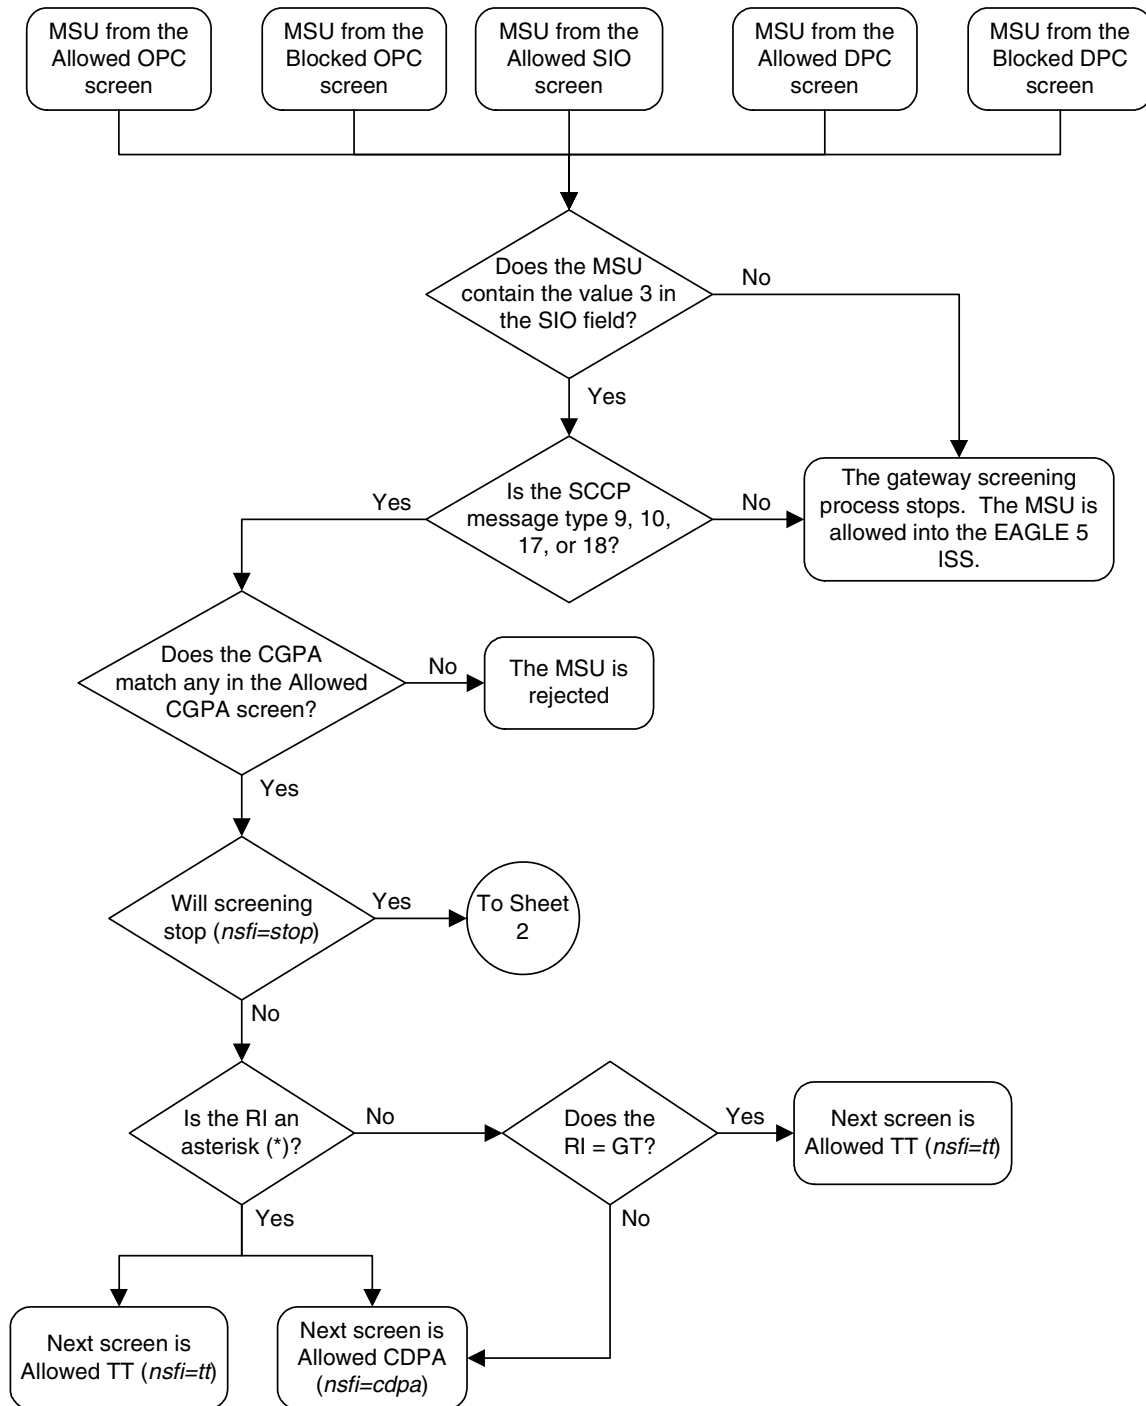 MSU from the
Allowed OPC
screen
MSU from the
Blocked OPC
screen
MSU from the
Allowed SIO
screen
MSU from the
Allowed DPC
screen
MSU from the
Blocked DPC
screen
Does the MSU
contain the value 3 in
the SIO field?
No
Yes
Is the SCCP
message type 9, 10,
17, or 18?
Yes
No
The gateway screening
process stops. The MSU is
allowed into the EAGLE 5
ISS.
Does the CGPA
match any in the Allowed
CGPA screen?
No
The MSU is
rejected
Yes
Will screening
stop (nsfi=stop)
Yes
To Sheet
2
No
Is the RI an
asterisk (*)?
No
Does the
RI = GT?
Yes
Next screen is
Allowed TT (nsfi=tt)
Yes
No
Next screen is
Allowed TT (nsfi=tt)
Next screen is
Allowed CDPA
(nsfi=cdpa)